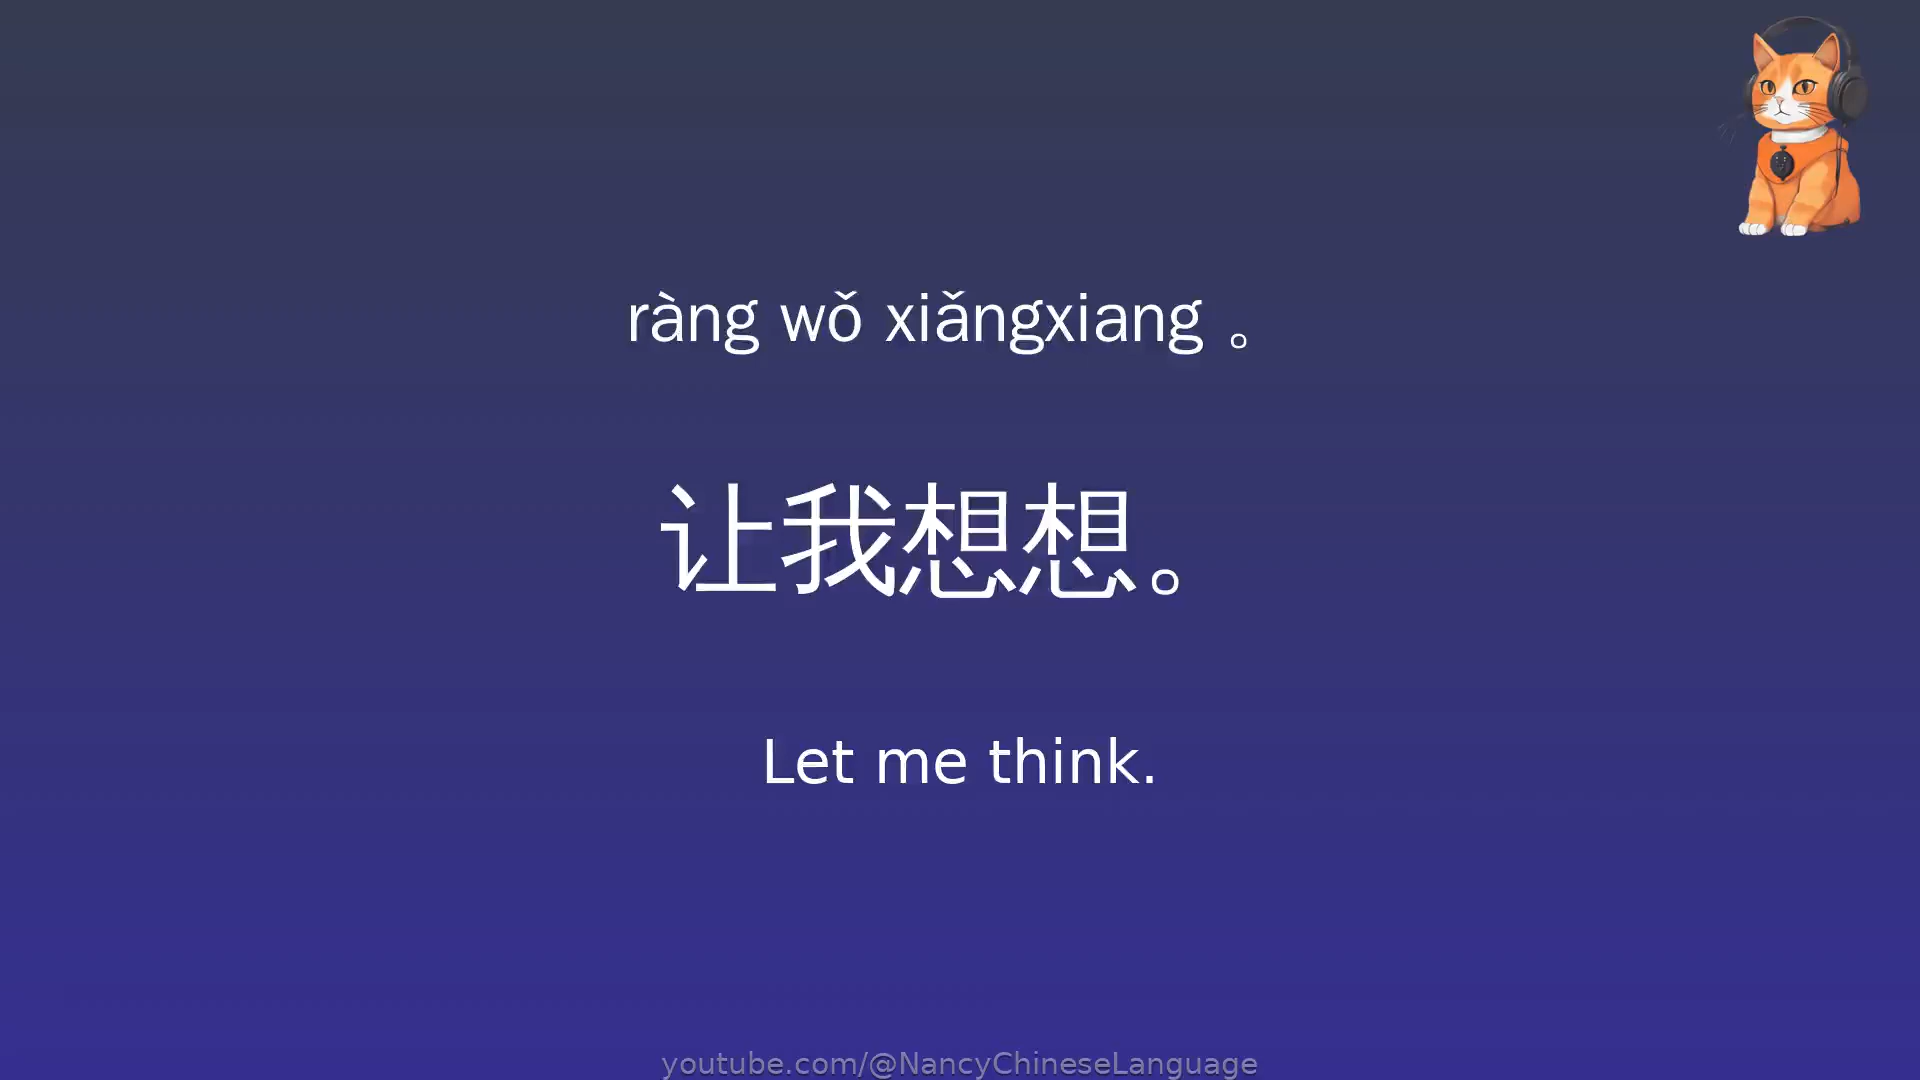 ràng wǒ xiǎngxiang 。
让我想想。
Let me think.
youtube.com/@NancyChineseLanguage